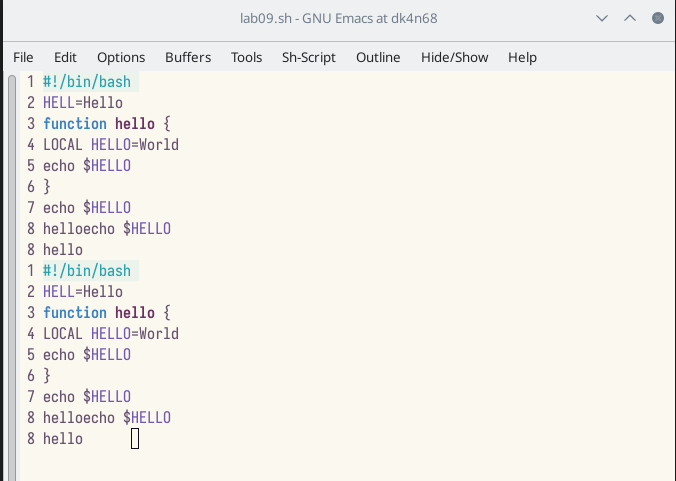 lab09.sh - GNU Emacs at dk4n68
File Edit Options Buffers Tools Sh-Script Outline Hide/Show Help
1 #!/bin/bash
2 HELL=Hello
3 function hello {
4 LOCAL HELLO=World
5 echo $HELLO
6 }
7 echo $HELLO
8 helloecho $HELLO
8 hello
1 #!/bin/bash
2 HELL=Hello
3 function hello {
4 LOCAL HELLO=World
5 echo $HELLO
6 }
7 echo $HELLO
8 helloecho $HELLO
8 hello